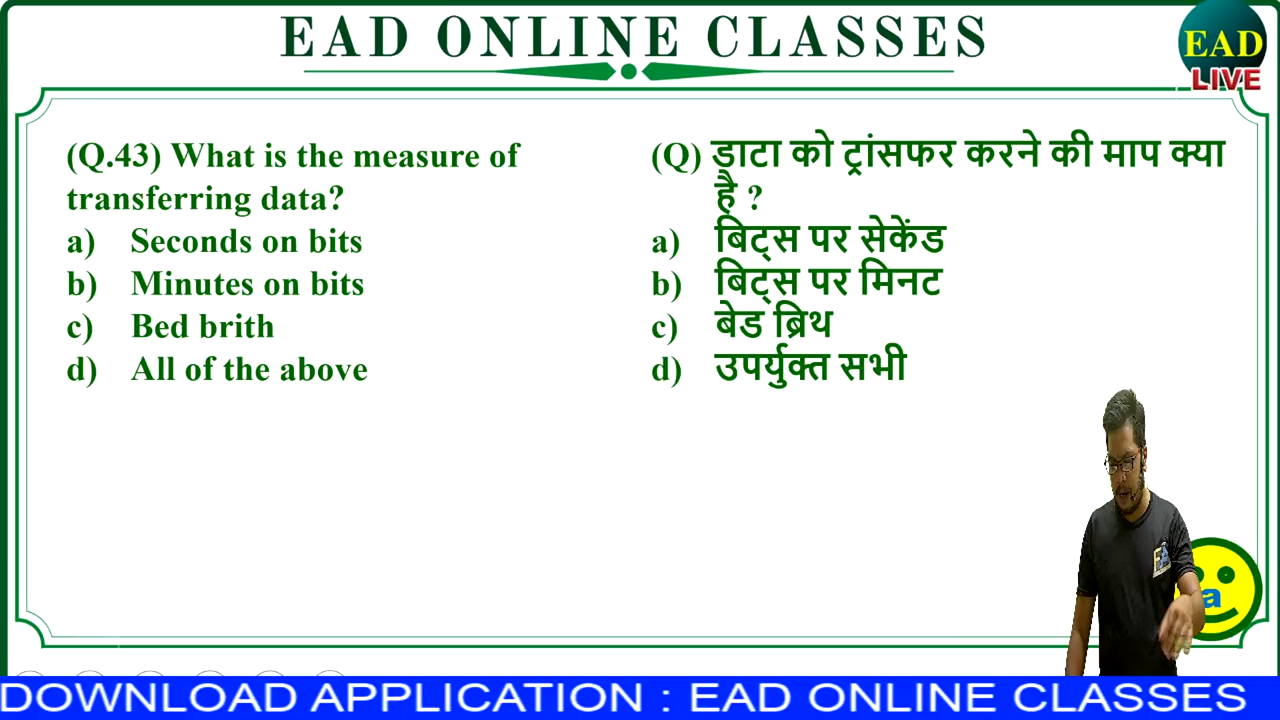 EAD ONLINE CLASSES
EAD
LIVE
(Q.43) What is the measure of
transferring data?
a) Seconds on bits
b) Minutes on bits
c) Bed brith
d) All of the above
(Q) डाटा को ट्रांसफर करने की माप क्या
है ?
a) बिट्स पर सेकेंड
b) बिट्स पर मिनट
c) बेड ब्रिथ
d) उपर्युक्त सभी
a
DOWNLOAD APPLICATION : EAD ONLINE CLASSES